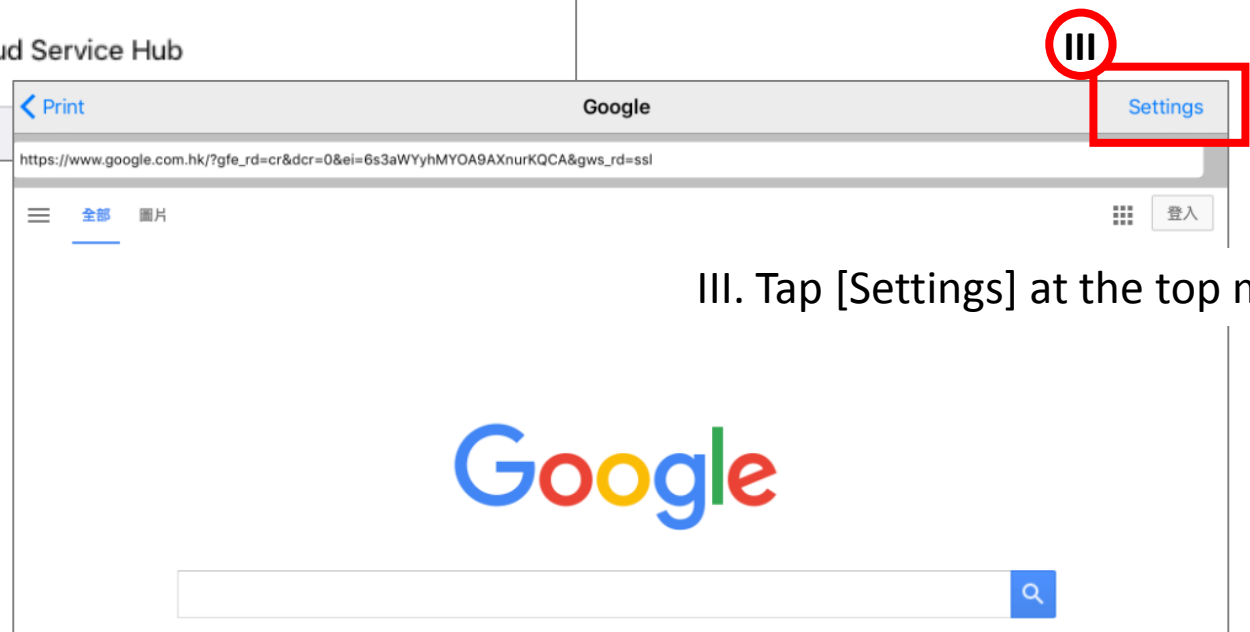 Service Hub
III
Print
Google
Settings
https://www.google.com.hk/?gfe_rd=cr&dcr=0&ei=6s3aWYyhMYOA9AXnurKQCA&gws_rd=ssl
全部 圖片
登入
III. Tap [Settings] at the top
Google